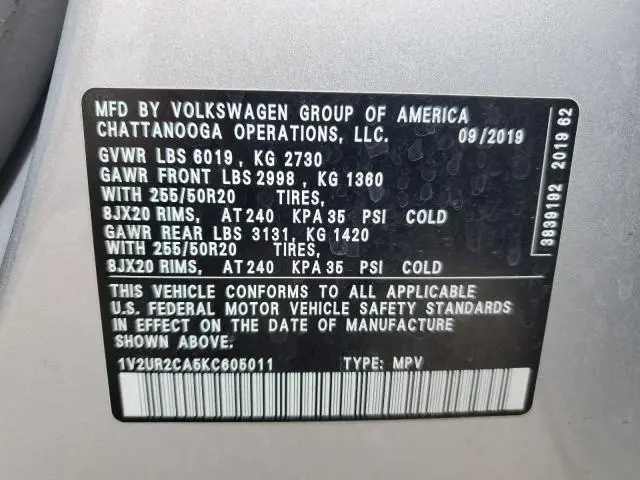 MFD BY VOLKSWAGEN GROUP OF AMERICA
CHATTANOOGA OPERATIONS, LLC. 09/2019
GVWR LBS 6019, KG 2730
GAWR FRONT LBS 2998, KG 1360
WITH 255/50R20 TIRES,
8JX20 RIMS, AT 240 KPA 35 PSI COLD
GAWR REAR LBS 3131, KG 1420
WITH 255/50R20 TIRES,
8JX20 RIMS, AT 240 KPA 35 PSI COLD
THIS VEHICLE CONFORMS TO ALL APPLICABLE
U.S. FEDERAL MOTOR VEHICLE SAFETY STANDARDS
IN EFFECT ON THE DATE OF MANUFACTURE
SHOWN ABOVE.
1V2UR2CA5KC605011 TYPE: MPV
3839192 2019 62